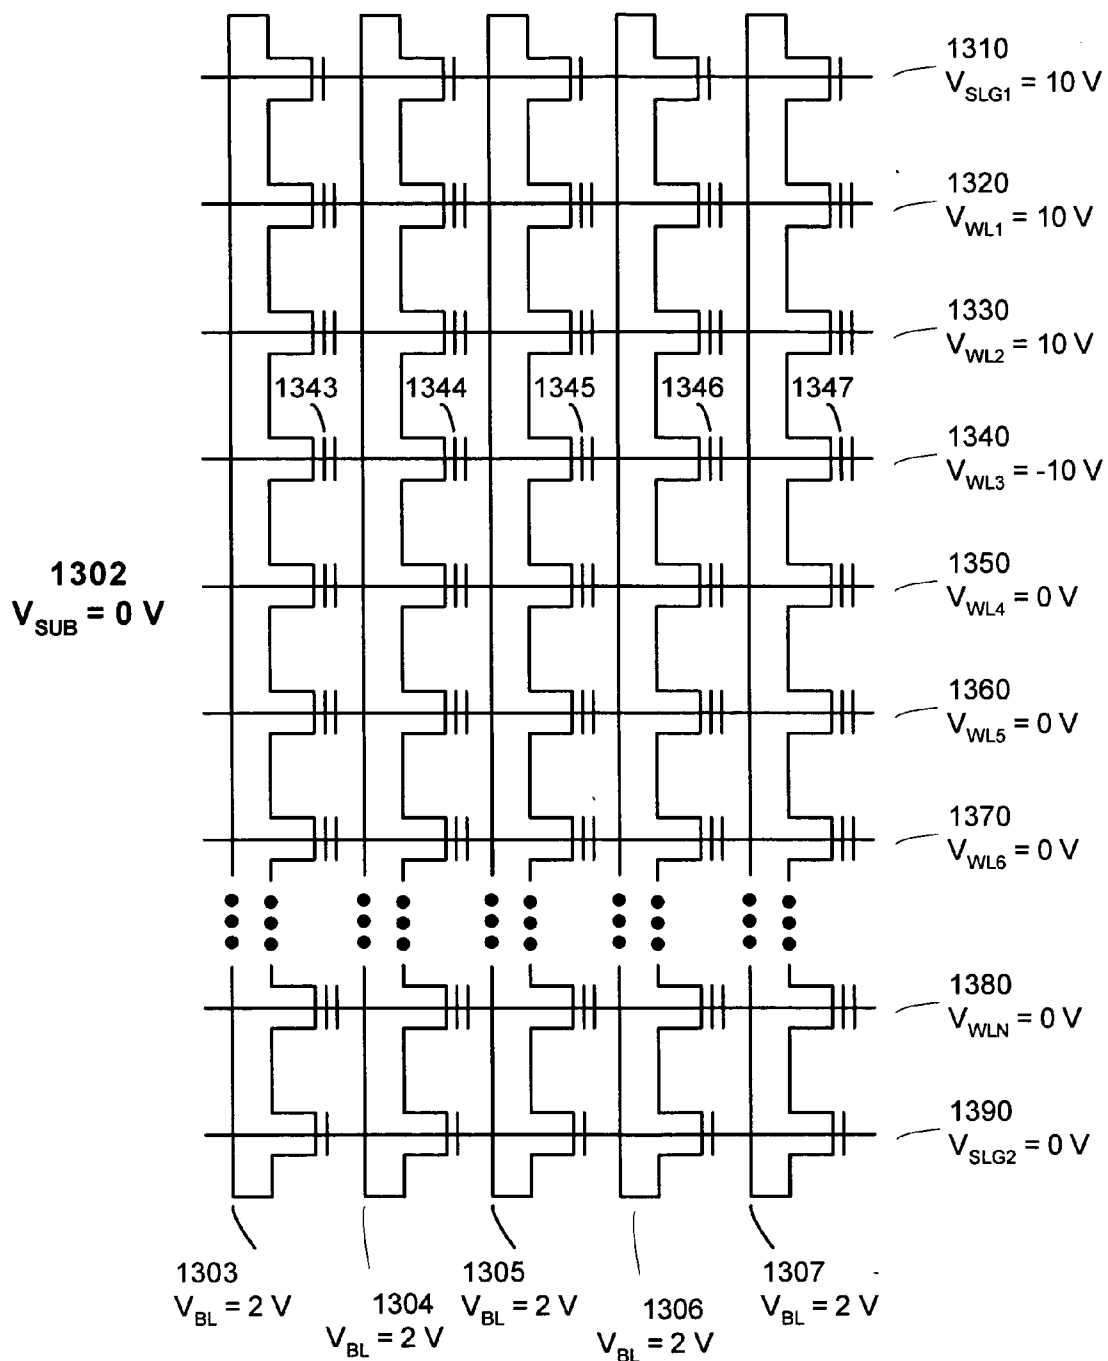 1310
V_SLG1 = 10 V
1320
V_WL1 = 10 V
1330
V_WL2 = 10 V
1343 1344 1345 1346 1347
1340
V_WL3 = -10 V
1302
V_SUB = 0 V
1350
V_WL4 = 0 V
1360
V_WL5 = 0 V
1370
V_WL6 = 0 V
1380
V_WLN = 0 V
1390
V_SLG2 = 0 V
1303
V_BL = 2 V
1304
V_BL = 2 V
1305
V_BL = 2 V
1306
V_BL = 2 V
1307
V_BL = 2 V